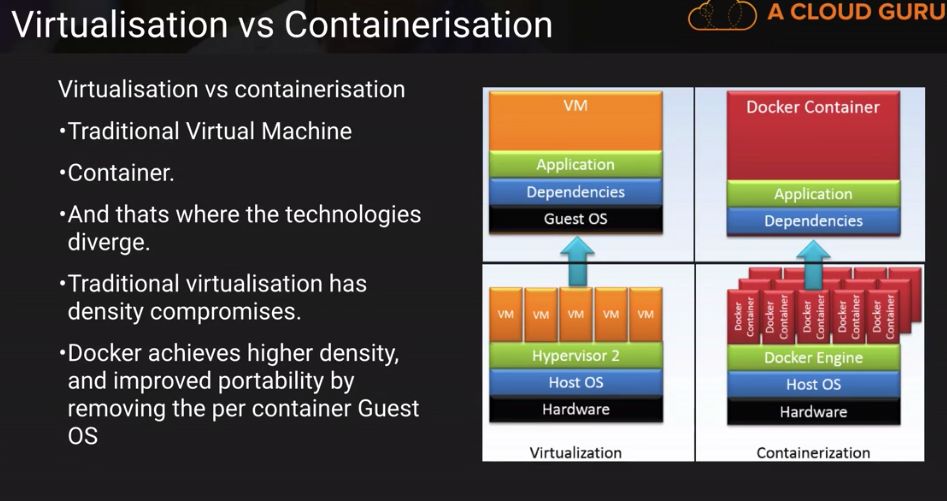 Virtualisation vs Containerisation
A CLOUD GURU
Virtualisation vs containerisation
•Traditional Virtual Machine
•Container.
•And thats where the technologies
diverge.
•Traditional virtualisation has
density compromises.
•Docker achieves higher density,
and improved portability by
removing the per container Guest
OS
VM
Application
Dependencies
Guest OS
Docker Container
Application
Dependencies
VM VM VM VM VM
Hypervisor 2
Host OS
Hardware
Virtualization
Docker Container
Docker Container
Docker Container
Docker Container
Docker Container
Docker Engine
Host OS
Hardware
Containerization